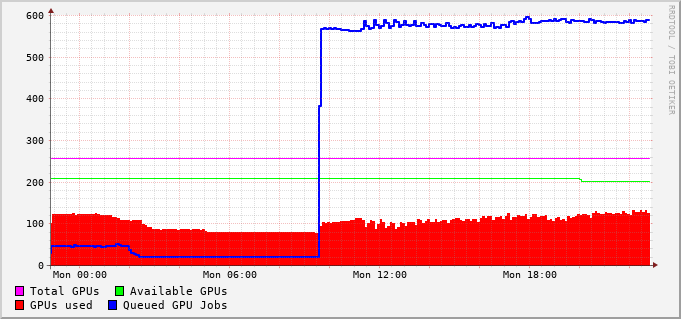 600
500
400
300
200
100
0
Mon 00:00 Mon 06:00 Mon 12:00 Mon 18:00
Total GPUs Available GPUs
GPUs used Queued GPU Jobs
RRDTOOL / TOBI OETIKER